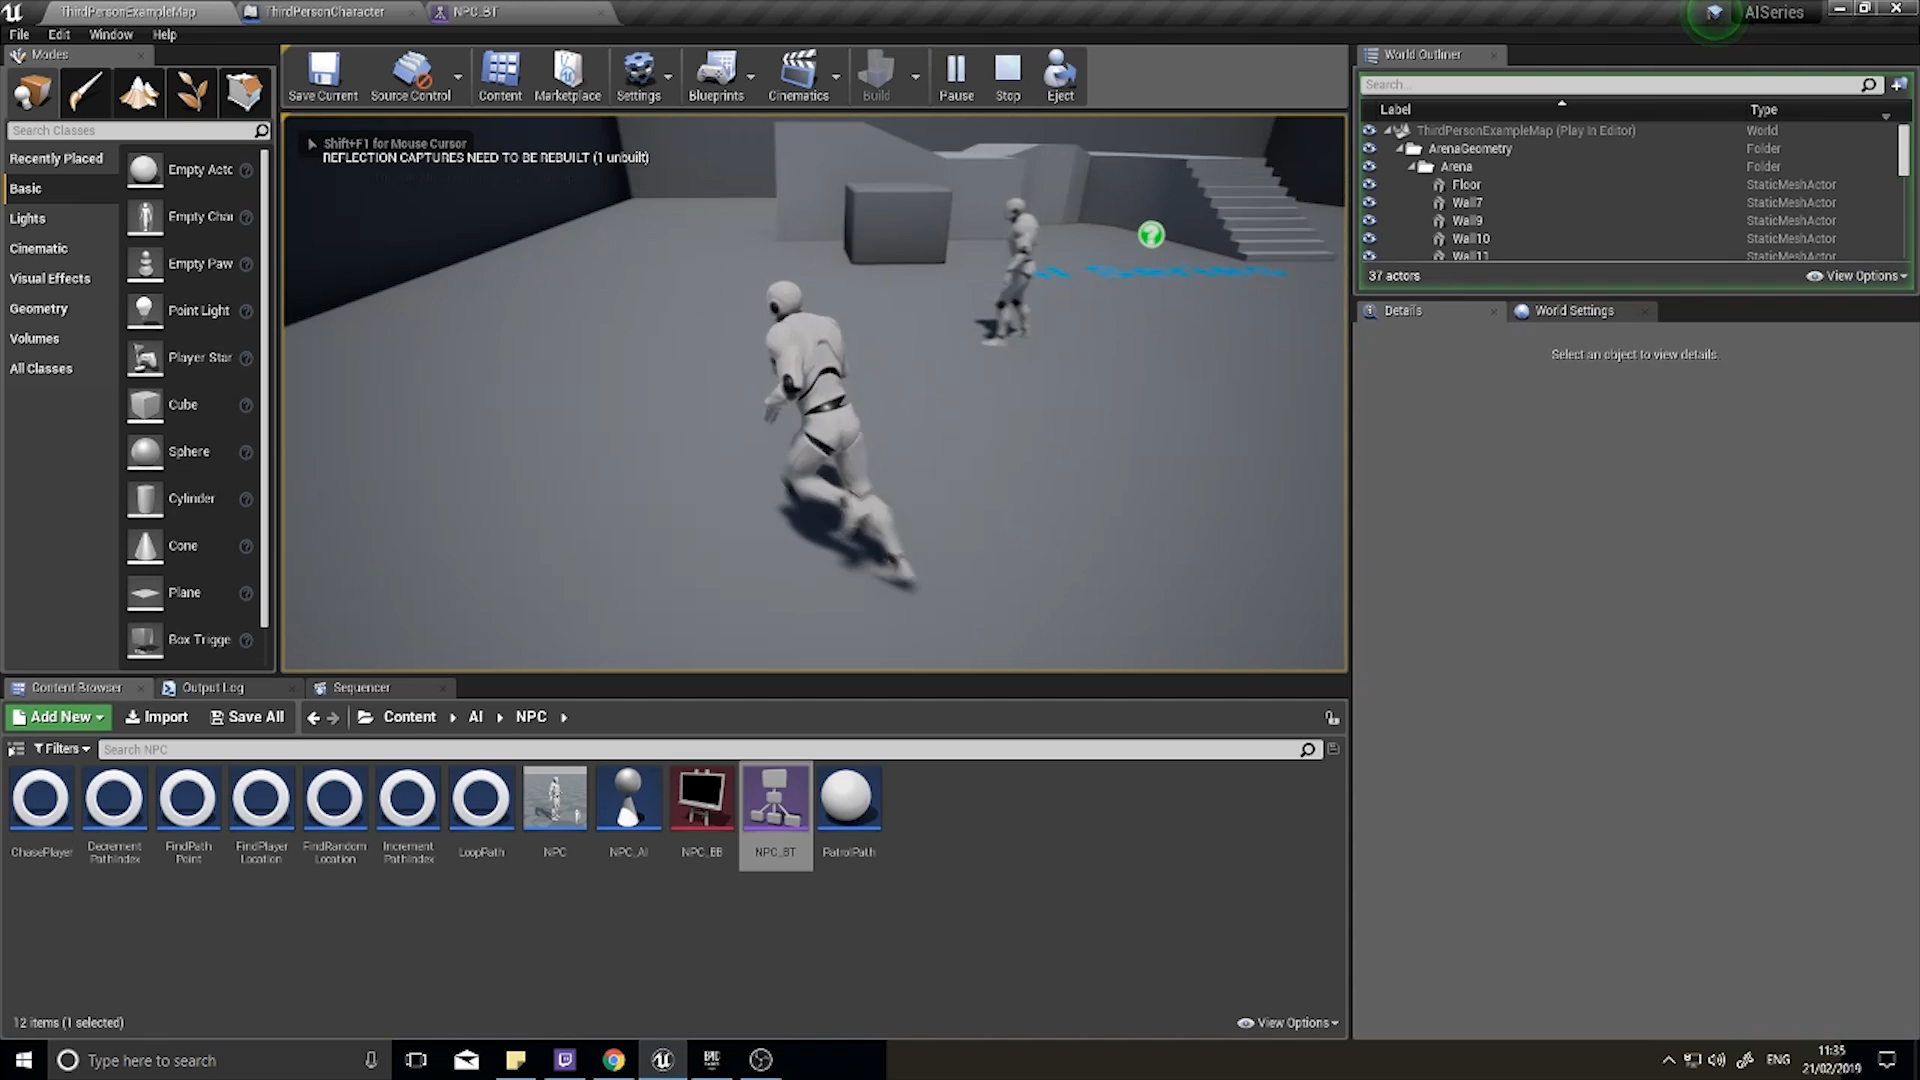 ThirdPersonExampleMap
ThirdPersonCharacter
NPC_BT
AISeries
File Edit Window Help
Modes
Search Classes
Recently Placed
Basic
Lights
Cinematic
Visual Effects
Geometry
Volumes
All Classes
Empty Acto
Empty Char
Empty Paw
Point Light
Player Star
Cube
Sphere
Cylinder
Cone
Plane
Box Trigge
Save Current
Source Control
Content
Marketplace
Settings
Blueprints
Cinematics
Build
Pause
Stop
Eject
Shift+F1 for Mouse Cursor
REFLECTION CAPTURES NEED TO BE REBUILT (1 unbuilt)
World Outliner
Search...
Label Type
ThirdPersonExampleMap (Play In Editor) World
ArenaGeometry Folder
Arena Folder
Floor StaticMeshActor
Wall7 StaticMeshActor
Wall9 StaticMeshActor
Wall10 StaticMeshActor
Wall11 StaticMeshActor
37 actors
View Options
Details
World Settings
Select an object to view details.
Content Browser
Output Log
Sequencer
Add New
Import
Save All
Content
AI
NPC
Filters
Search NPC
ChasePlayer
Decrement
PathIndex
FindPath
Point
FindPlayer
Location
FindRandom
Location
Increment
PathIndex
LoopPath
NPC
NPC_AI
NPC_BB
NPC_BT
PatrolPath
12 items (1 selected)
View Options
Type here to search
EPIC
ENG
11:35
21/02/2019